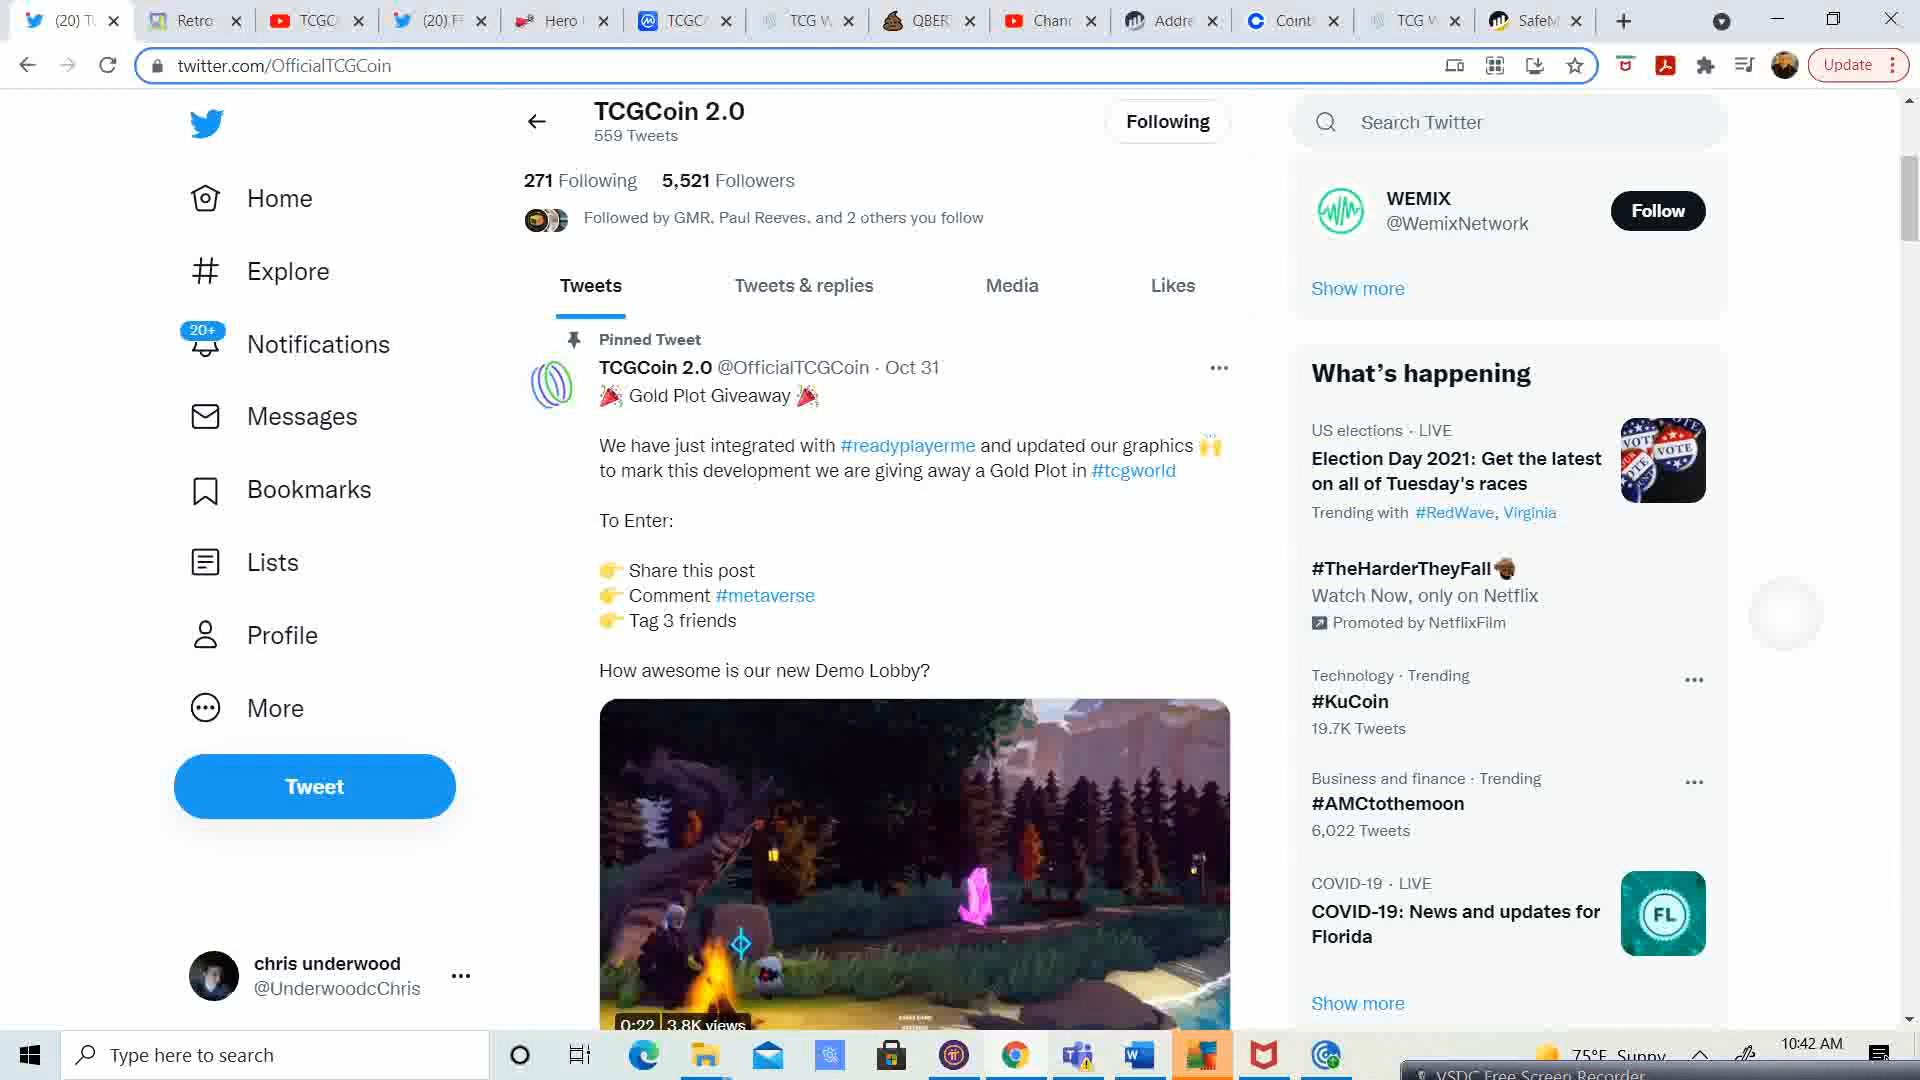 (20) T
Retro
TCGC
(20) F
Hero
TCGC
TCG W
QBER
Chan
Addre
Coint
TCG W
SafeM
twitter.com/OfficialTCGCoin
Update
TCGCoin 2.0
559 Tweets
Following
Search Twitter
271 Following 5,521 Followers
Followed by GMR, Paul Reeves, and 2 others you follow
Home
Explore
20+
Notifications
Messages
Bookmarks
Lists
Profile
More
Tweet
chris underwood
@UnderwoodcChris
Tweets
Tweets & replies
Media
Likes
Pinned Tweet
TCGCoin 2.0 @OfficialTCGCoin · Oct 31
🎉 Gold Plot Giveaway 🎉
We have just integrated with #readyplayerme and updated our graphics 🙌
to mark this development we are giving away a Gold Plot in #tcgworld
To Enter:
👉 Share this post
👉 Comment #metaverse
👉 Tag 3 friends
How awesome is our new Demo Lobby?
0:22 3.8K views
WEMIX
@WemixNetwork
Follow
Show more
What's happening
US elections · LIVE
Election Day 2021: Get the latest
on all of Tuesday's races
Trending with #RedWave, Virginia
VOTE
#TheHarderTheyFall
Watch Now, only on Netflix
Promoted by NetflixFilm
Technology · Trending
#KuCoin
19.7K Tweets
Business and finance · Trending
#AMCtothemoon
6,022 Tweets
COVID-19 · LIVE
COVID-19: News and updates for
Florida
FL
Show more
Type here to search
75°F Sunny
10:42 AM
VSDC Free Screen Recorder